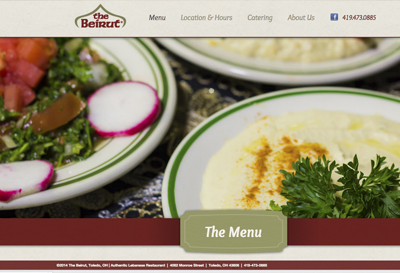 the
Beirut
Menu Location & Hours Catering About Us 419.473.0885
The Menu
©2014 The Beirut, Toledo, OH | Authentic Lebanese Restaurant | 4082 Monroe Street | Toledo, OH 43606 | 419-473-0885